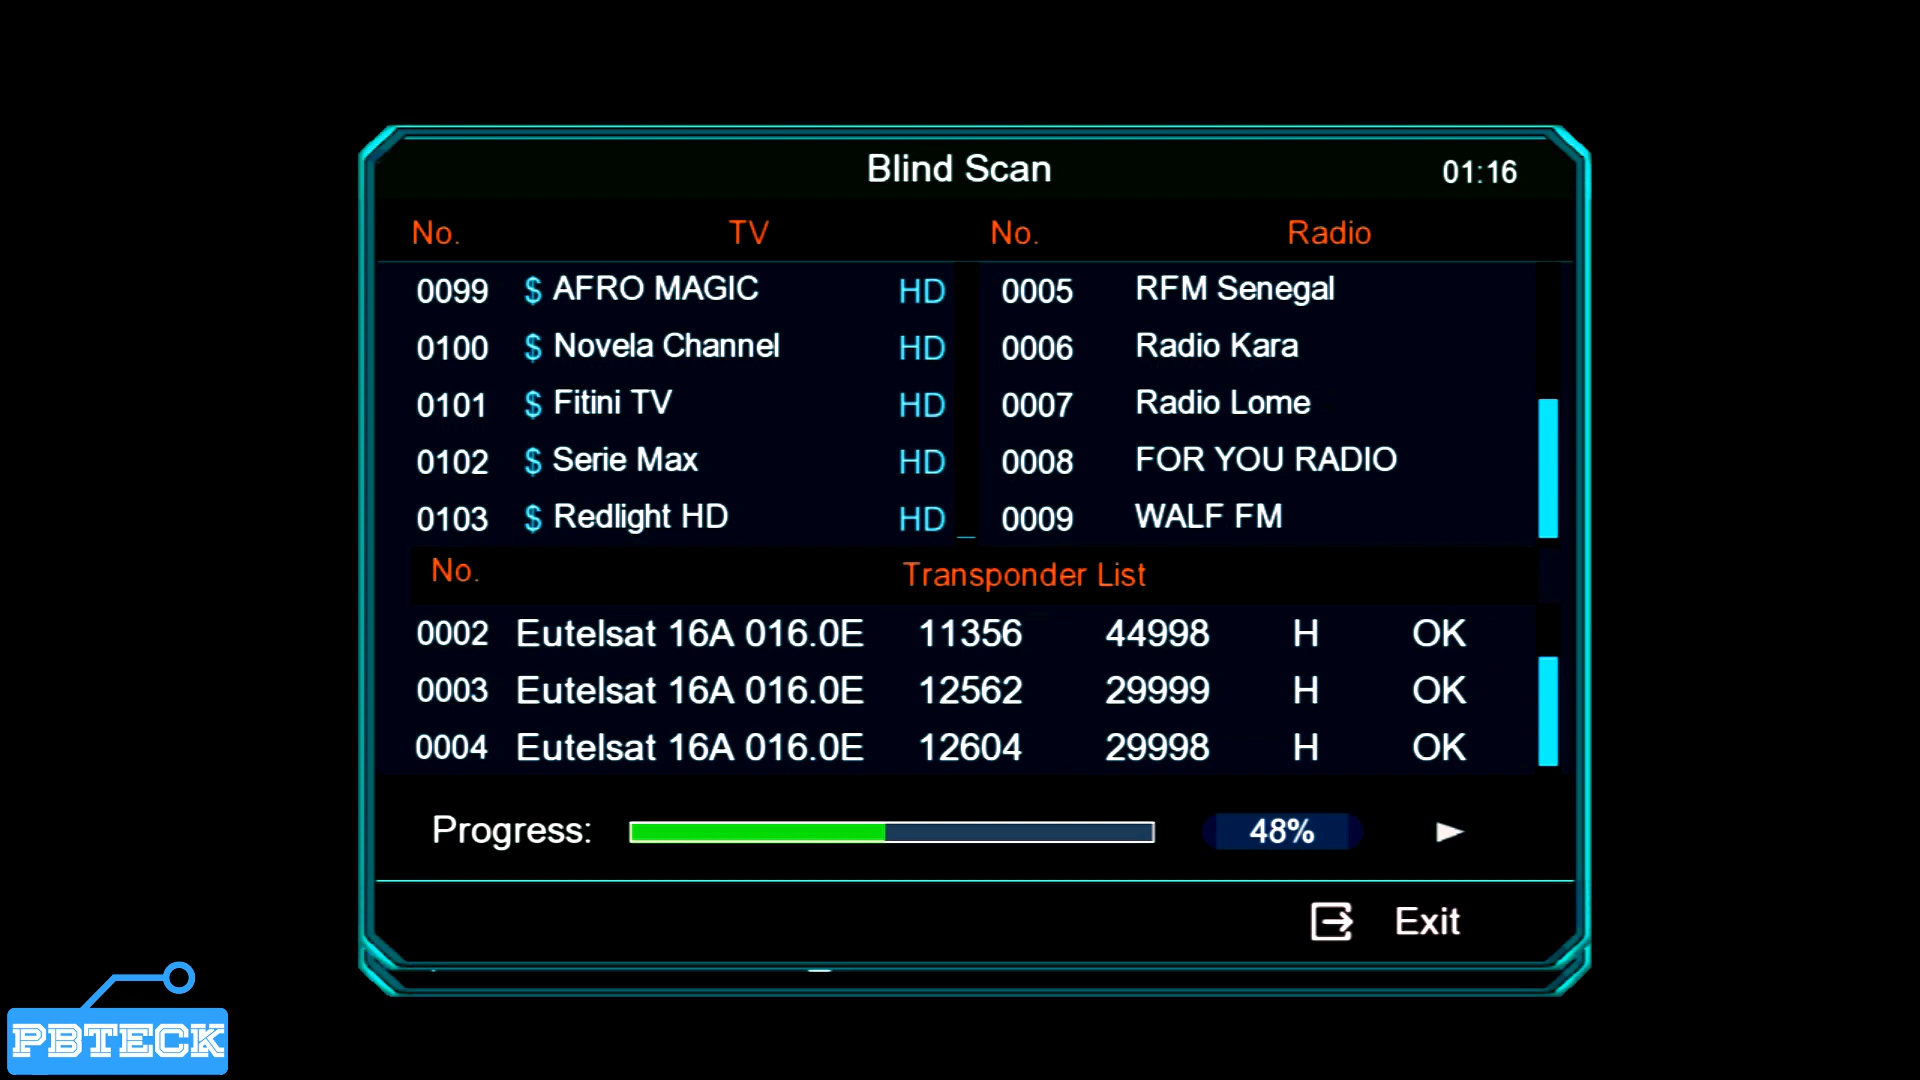 Blind Scan 01:16
No. TV No. Radio
0099 $ AFRO MAGIC HD 0005 RFM Senegal
0100 $ Novela Channel HD 0006 Radio Kara
0101 $ Fitini TV HD 0007 Radio Lome
0102 $ Serie Max HD 0008 FOR YOU RADIO
0103 $ Redlight HD HD 0009 WALF FM
No. Transponder List
0002 Eutelsat 16A 016.0E 11356 44998 H OK
0003 Eutelsat 16A 016.0E 12562 29999 H OK
0004 Eutelsat 16A 016.0E 12604 29998 H OK
Progress: 48%
Exit
PBTECK